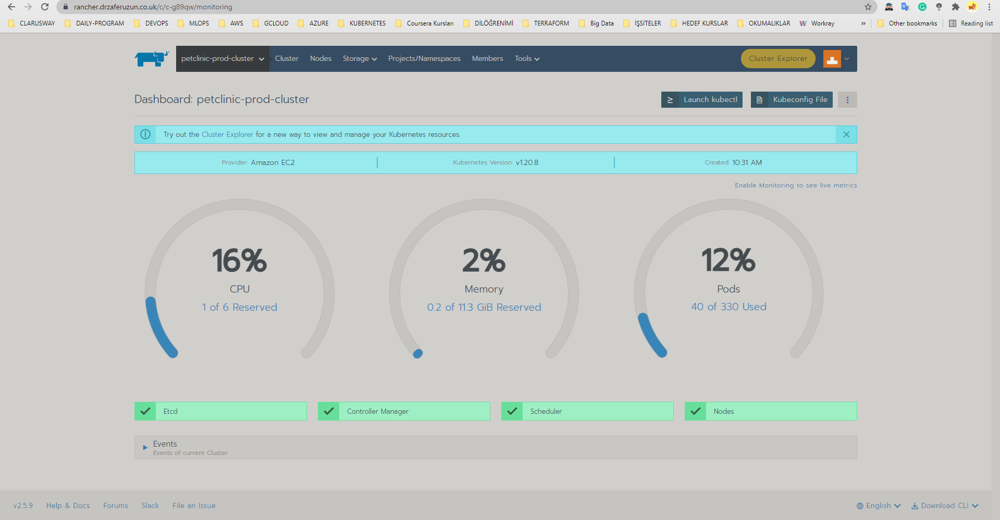 rancher.drzaferuzun.co.uk/c/c-g89qw/monitoring
CLARUSWAY DAILY-PROGRAM DEVOPS MLOPS AWS GCLOUD AZURE KUBERNETES Coursera Kursları DİLÖĞRENİMİ TERRAFORM Big Data İŞSİTELER HEDEF KURSLAR OKUMALIKLAR Workray » Other bookmarks Reading list
petclinic-prod-cluster Cluster Nodes Storage Projects/Namespaces Members Tools Cluster Explorer
Dashboard: petclinic-prod-cluster Launch kubectl Kubeconfig File
Try out the Cluster Explorer for a new way to view and manage your Kubernetes resources.
Provider: Amazon EC2 Kubernetes Version: v1.20.8 Created: 10:31 AM
Enable Monitoring to see live metrics
16% 2% 12%
CPU Memory Pods
1 of 6 Reserved 0.2 of 11.3 GiB Reserved 40 of 330 Used
Etcd Controller Manager Scheduler Nodes
Events
Events of current Cluster
v2.5.9 Help & Docs Forums Slack File an Issue English Download CLI